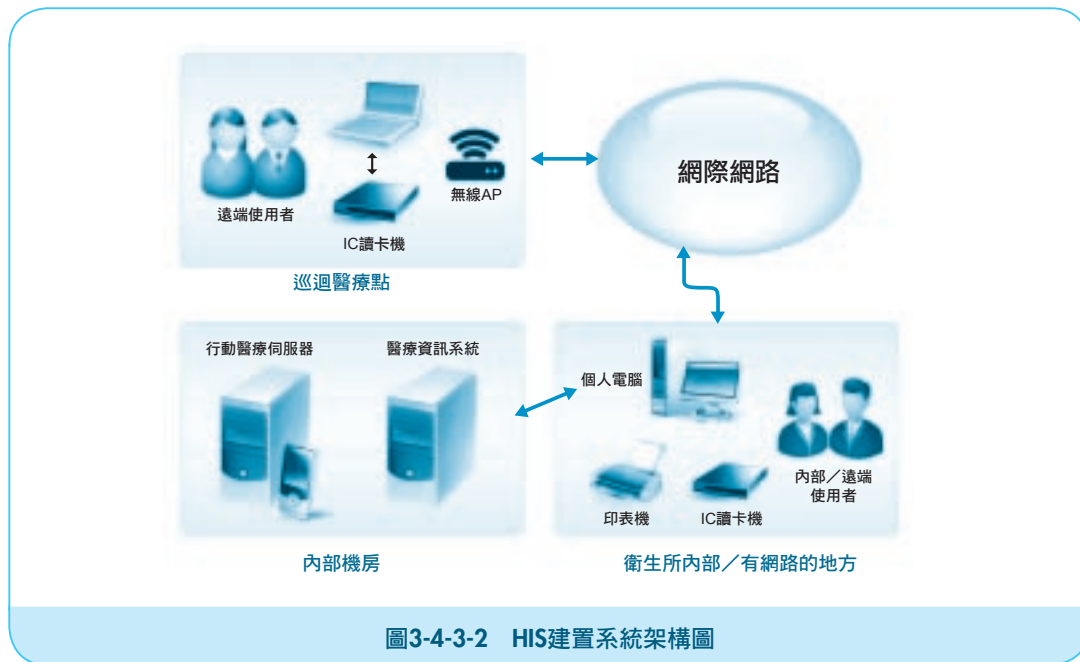 遠端使用者
IC讀卡機
無線AP
巡迴醫療點
網際網路
行動醫療伺服器
醫療資訊系統
內部機房
個人電腦
印表機
IC讀卡機
內部／遠端
使用者
衛生所內部／有網路的地方
圖3-4-3-2 HIS建置系統架構圖